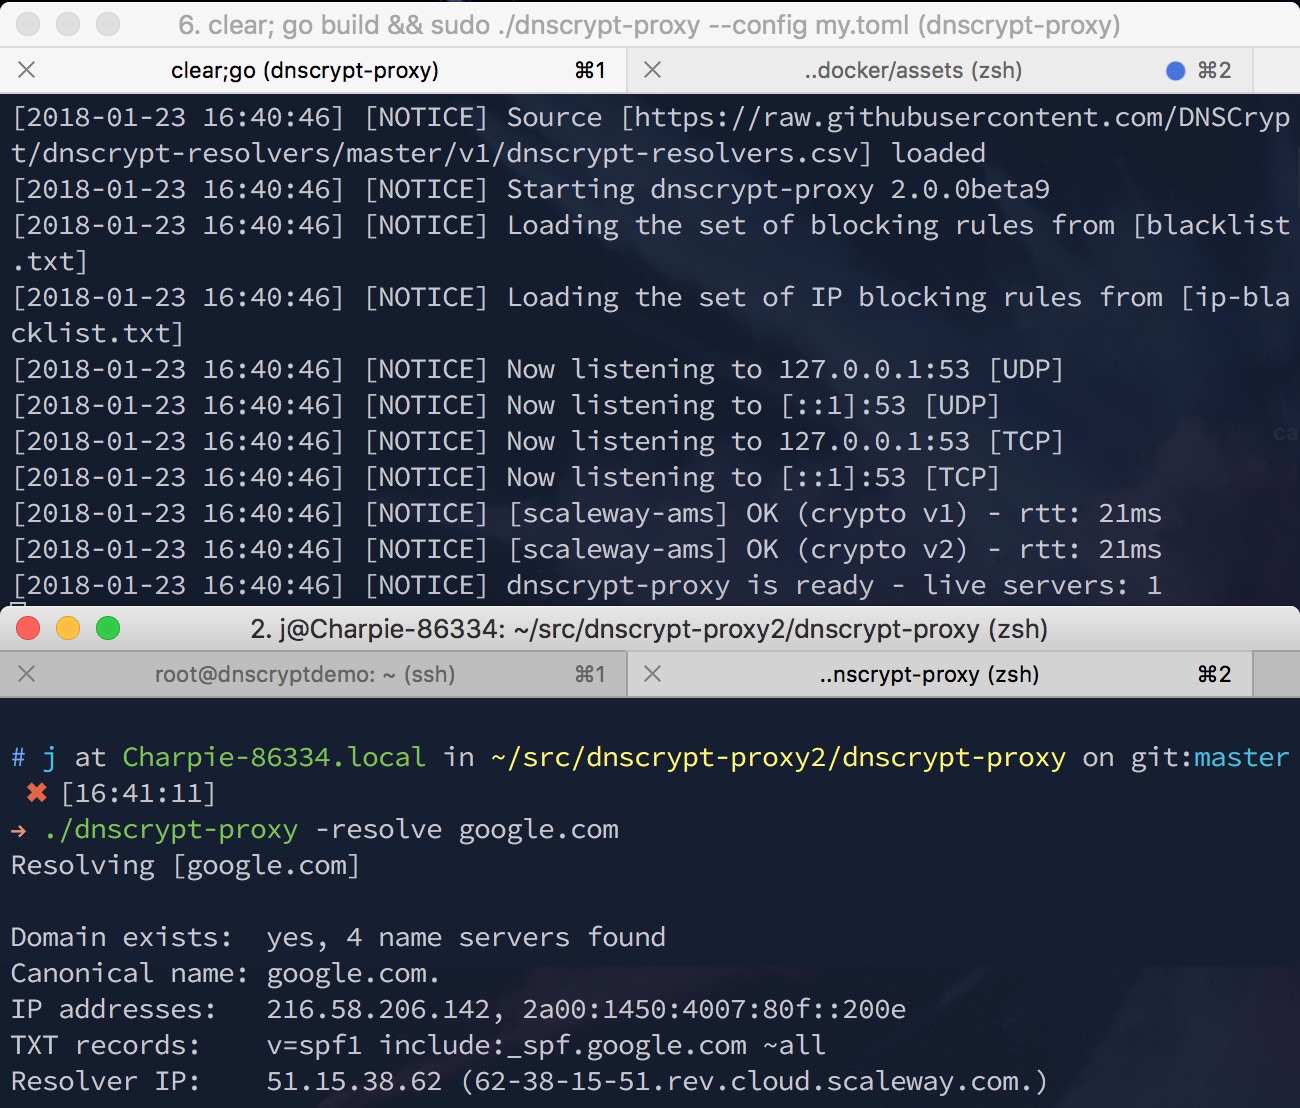 6. clear; go build && sudo ./dnscrypt-proxy --config my.toml (dnscrypt-proxy)
clear;go (dnscrypt-proxy) ⌘1 ..docker/assets (zsh) ⌘2
[2018-01-23 16:40:46] [NOTICE] Source [https://raw.githubusercontent.com/DNSCryp
t/dnscrypt-resolvers/master/v1/dnscrypt-resolvers.csv] loaded
[2018-01-23 16:40:46] [NOTICE] Starting dnscrypt-proxy 2.0.0beta9
[2018-01-23 16:40:46] [NOTICE] Loading the set of blocking rules from [blacklist
.txt]
[2018-01-23 16:40:46] [NOTICE] Loading the set of IP blocking rules from [ip-bla
cklist.txt]
[2018-01-23 16:40:46] [NOTICE] Now listening to 127.0.0.1:53 [UDP]
[2018-01-23 16:40:46] [NOTICE] Now listening to [::1]:53 [UDP]
[2018-01-23 16:40:46] [NOTICE] Now listening to 127.0.0.1:53 [TCP]
[2018-01-23 16:40:46] [NOTICE] Now listening to [::1]:53 [TCP]
[2018-01-23 16:40:46] [NOTICE] [scaleway-ams] OK (crypto v1) - rtt: 21ms
[2018-01-23 16:40:46] [NOTICE] [scaleway-ams] OK (crypto v2) - rtt: 21ms
[2018-01-23 16:40:46] [NOTICE] dnscrypt-proxy is ready - live servers: 1
2. j@Charpie-86334: ~/src/dnscrypt-proxy2/dnscrypt-proxy (zsh)
root@dnscryptdemo: ~ (ssh) ⌘1 ..nscrypt-proxy (zsh) ⌘2
# j at Charpie-86334.local in ~/src/dnscrypt-proxy2/dnscrypt-proxy on git:master
✖ [16:41:11]
→ ./dnscrypt-proxy -resolve google.com
Resolving [google.com]
Domain exists: yes, 4 name servers found
Canonical name: google.com.
IP addresses: 216.58.206.142, 2a00:1450:4007:80f::200e
TXT records: v=spf1 include:_spf.google.com ~all
Resolver IP: 51.15.38.62 (62-38-15-51.rev.cloud.scaleway.com.)